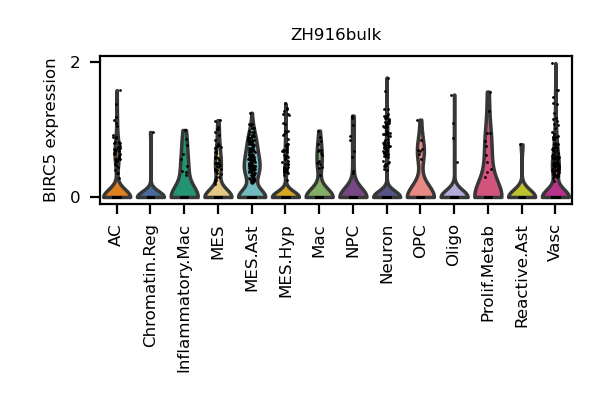 ZH916bulk
BIRC5 expression
2
0
AC
Chromatin.Reg
Inflammatory.Mac
MES
MES.Ast
MES.Hyp
Mac
NPC
Neuron
OPC
Oligo
Prolif.Metab
Reactive.Ast
Vasc